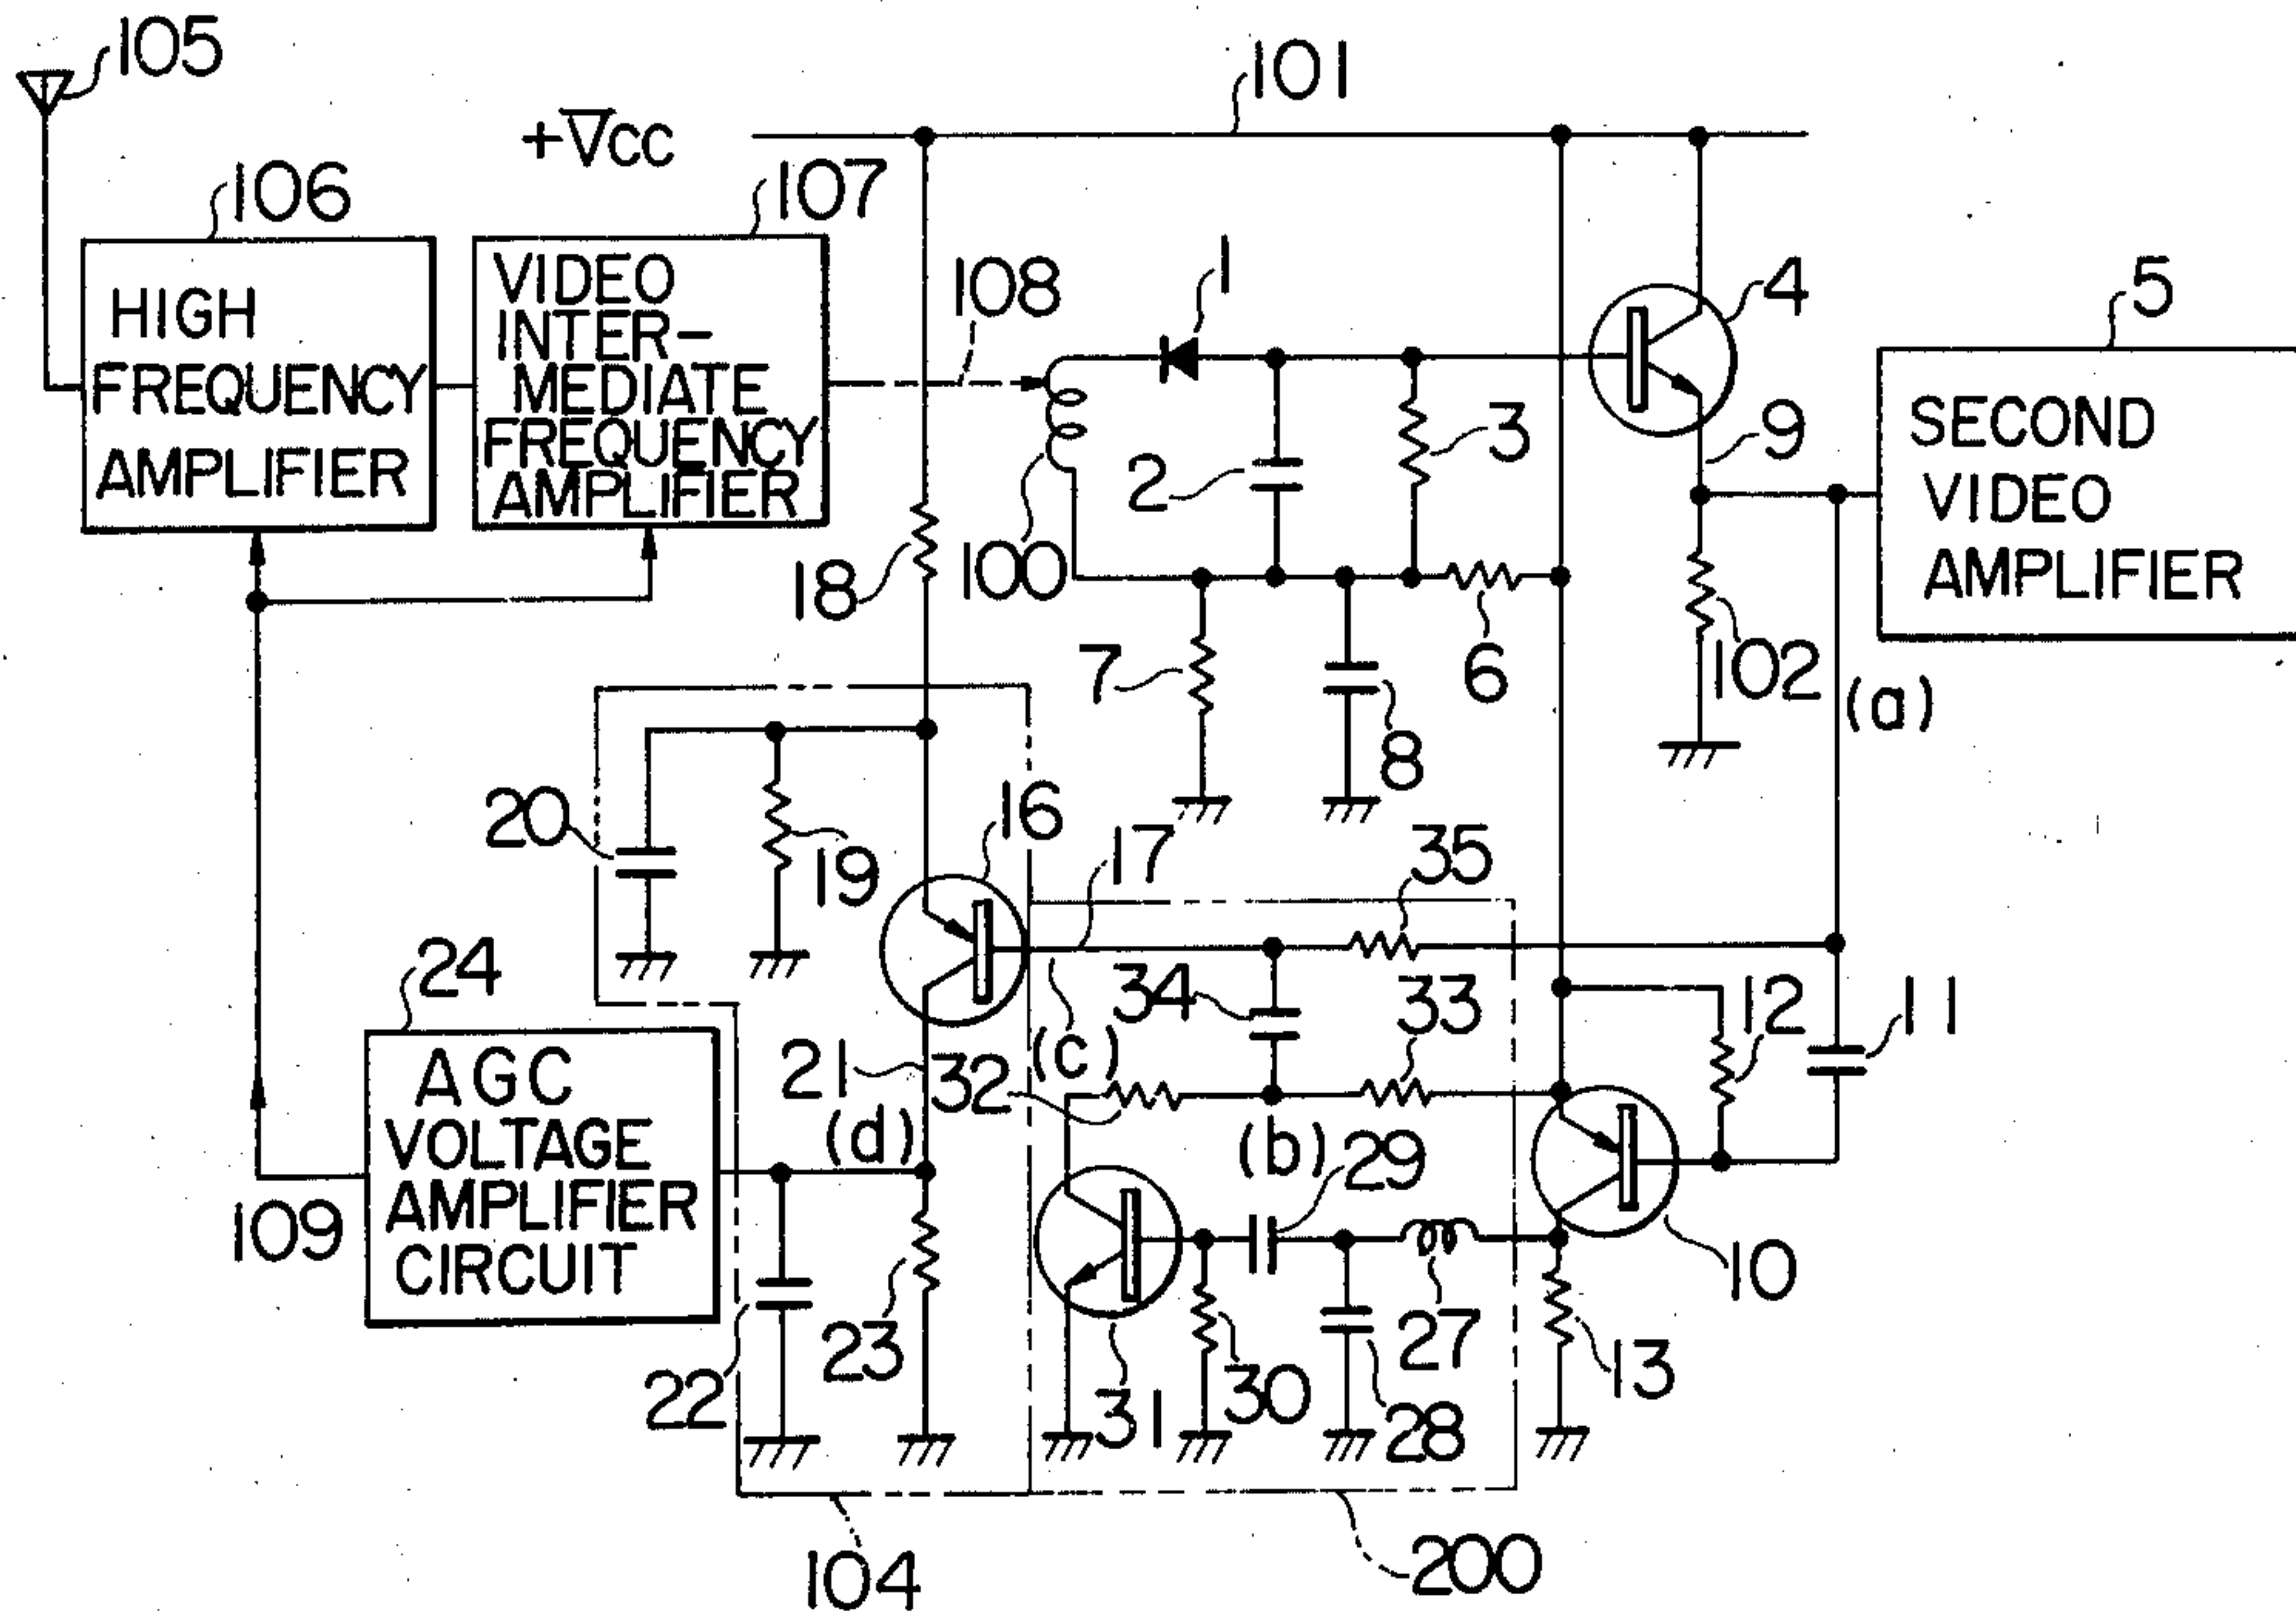 105
101
+V̅CC
106
107
HIGH
FREQUENCY
AMPLIFIER
VIDEO
INTER-
MEDIATE
FREQUENCY
AMPLIFIER
108
1
4
5
SECOND
VIDEO
AMPLIFIER
9
3
2
100
18
7
8
6
102
(a)
20
19
16
17
35
24
34
33
12
11
21
32
(c)
(d)
(b)
29
AGC
VOLTAGE
AMPLIFIER
CIRCUIT
109
10
22
23
31
30
28
27
13
104
200